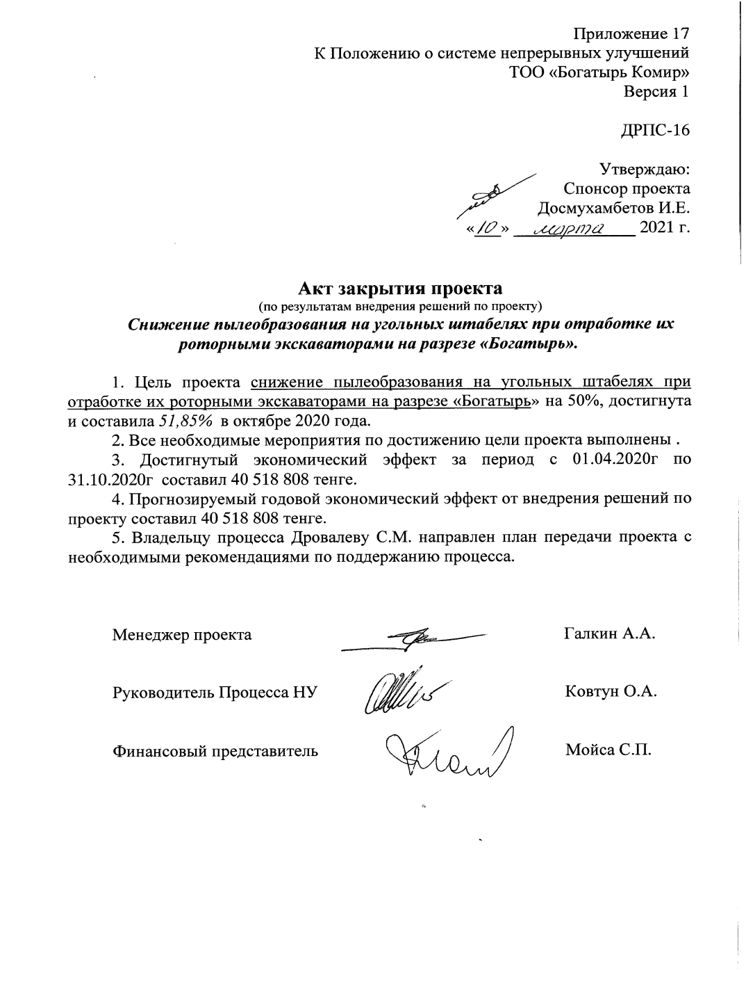 Приложение 17
К Положению о системе непрерывных улучшений
ТОО «Богатырь Комир»
Версия 1
ДРПС-16
Утверждаю:
Спонсор проекта
Досмухамбетов И.Е.
«10» марта 2021 г.
Акт закрытия проекта
(по результатам внедрения решений по проекту)
Снижение пылеобразования на угольных штабелях при отработке их
роторными экскаваторами на разрезе «Богатырь».
1. Цель проекта снижение пылеобразования на угольных штабелях при
отработке их роторными экскаваторами на разрезе «Богатырь» на 50%, достигнута
и составила 51,85% в октябре 2020 года.
2. Все необходимые мероприятия по достижению цели проекта выполнены .
3. Достигнутый экономический эффект за период с 01.04.2020г по
31.10.2020г составил 40 518 808 тенге.
4. Прогнозируемый годовой экономический эффект от внедрения решений по
проекту составил 40 518 808 тенге.
5. Владельцу процесса Дровалеву С.М. направлен план передачи проекта с
необходимыми рекомендациями по поддержанию процесса.
Менеджер проекта Галкин А.А.
Руководитель Процесса НУ Ковтун О.А.
Финансовый представитель Мойса С.П.